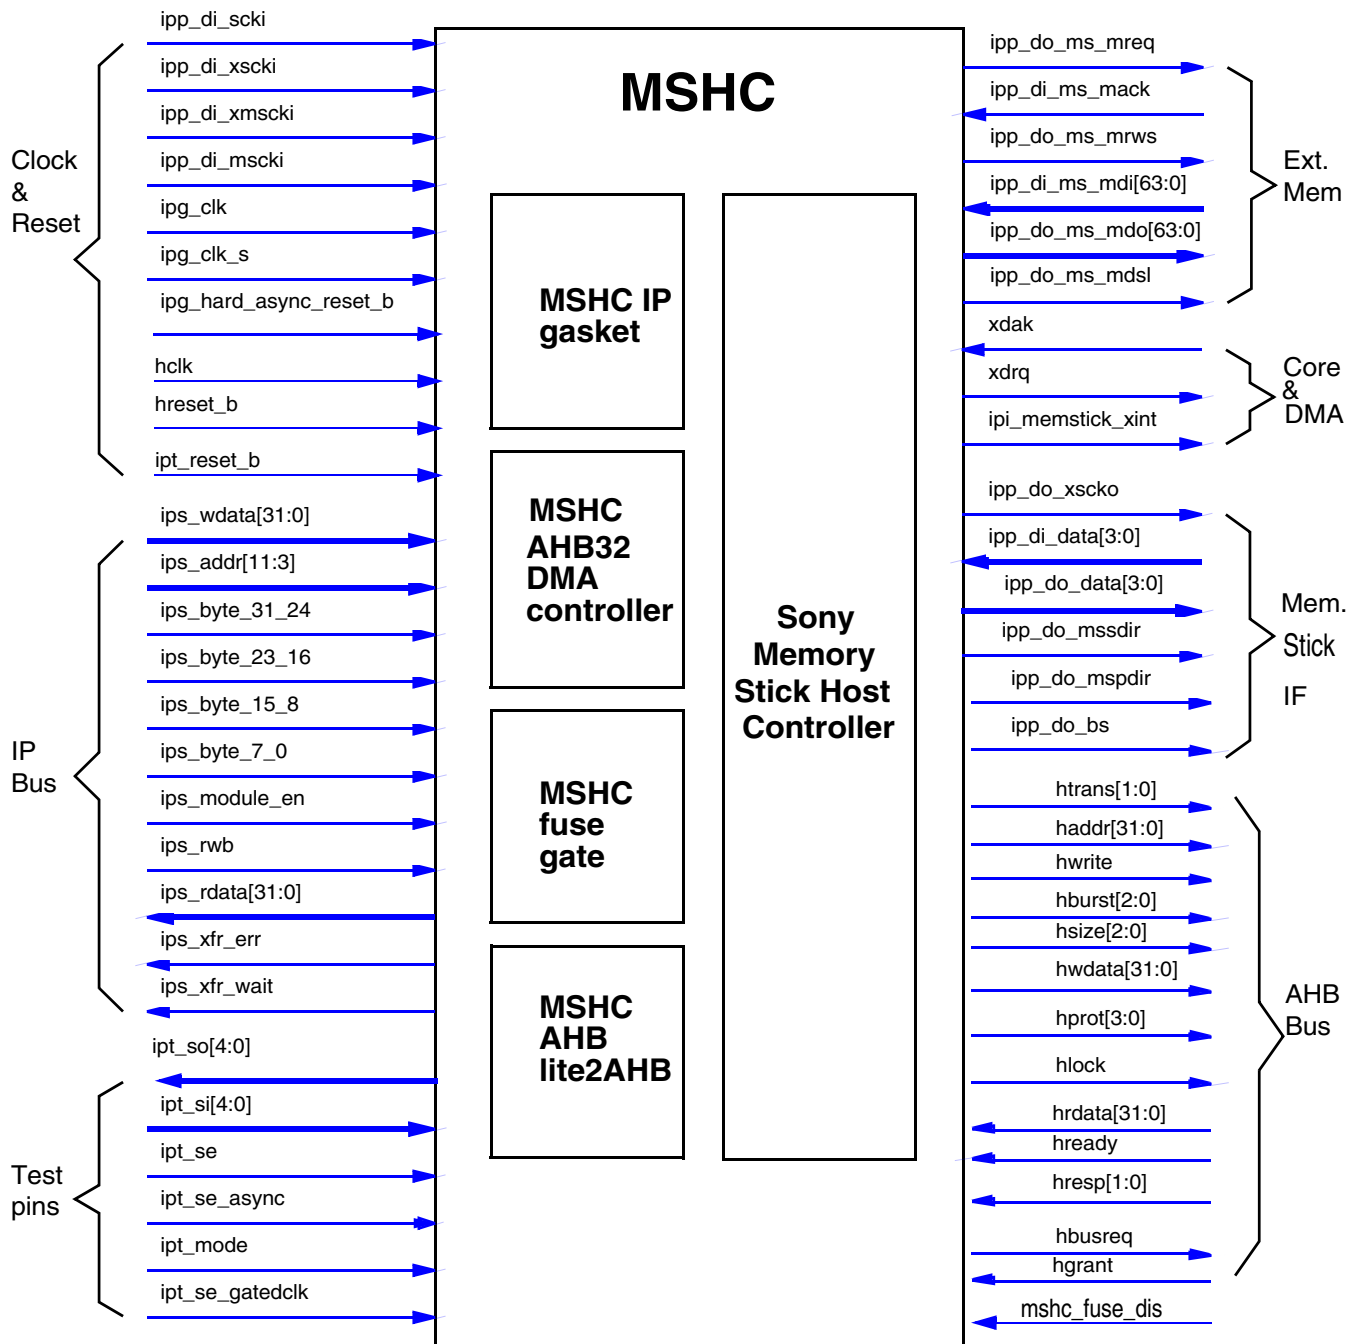 MSHC
Clock
&
Reset
ipp_di_scki
ipp_di_xscki
ipp_di_xmscki
ipp_di_mscki
ipg_clk
ipg_clk_s
ipg_hard_async_reset_b
hclk
hreset_b
ipt_reset_b
IP
Bus
ips_wdata[31:0]
ips_addr[11:3]
ips_byte_31_24
ips_byte_23_16
ips_byte_15_8
ips_byte_7_0
ips_module_en
ips_rwb
ips_rdata[31:0]
ips_xfr_err
ips_xfr_wait
Test
pins
ipt_so[4:0]
ipt_si[4:0]
ipt_se
ipt_se_async
ipt_mode
ipt_se_gatedclk
MSHC IP
gasket
MSHC
AHB32
DMA
controller
MSHC
fuse
gate
MSHC
AHB
lite2AHB
Sony
Memory
Stick Host
Controller
ipp_do_ms_mreq
ipp_di_ms_mack
ipp_do_ms_mrws
ipp_di_ms_mdi[63:0]
ipp_do_ms_mdo[63:0]
ipp_do_ms_mdsl
Ext.
Mem
xdak
xdrq
ipi_memstick_xint
Core
&
DMA
ipp_do_xscko
ipp_di_data[3:0]
ipp_do_data[3:0]
ipp_do_mssdir
ipp_do_mspdir
ipp_do_bs
Mem.
Stick
IF
htrans[1:0]
haddr[31:0]
hwrite
hburst[2:0]
hsize[2:0]
hwdata[31:0]
hprot[3:0]
hlock
hrdata[31:0]
hready
hresp[1:0]
hbusreq
hgrant
AHB
Bus
mshc_fuse_dis